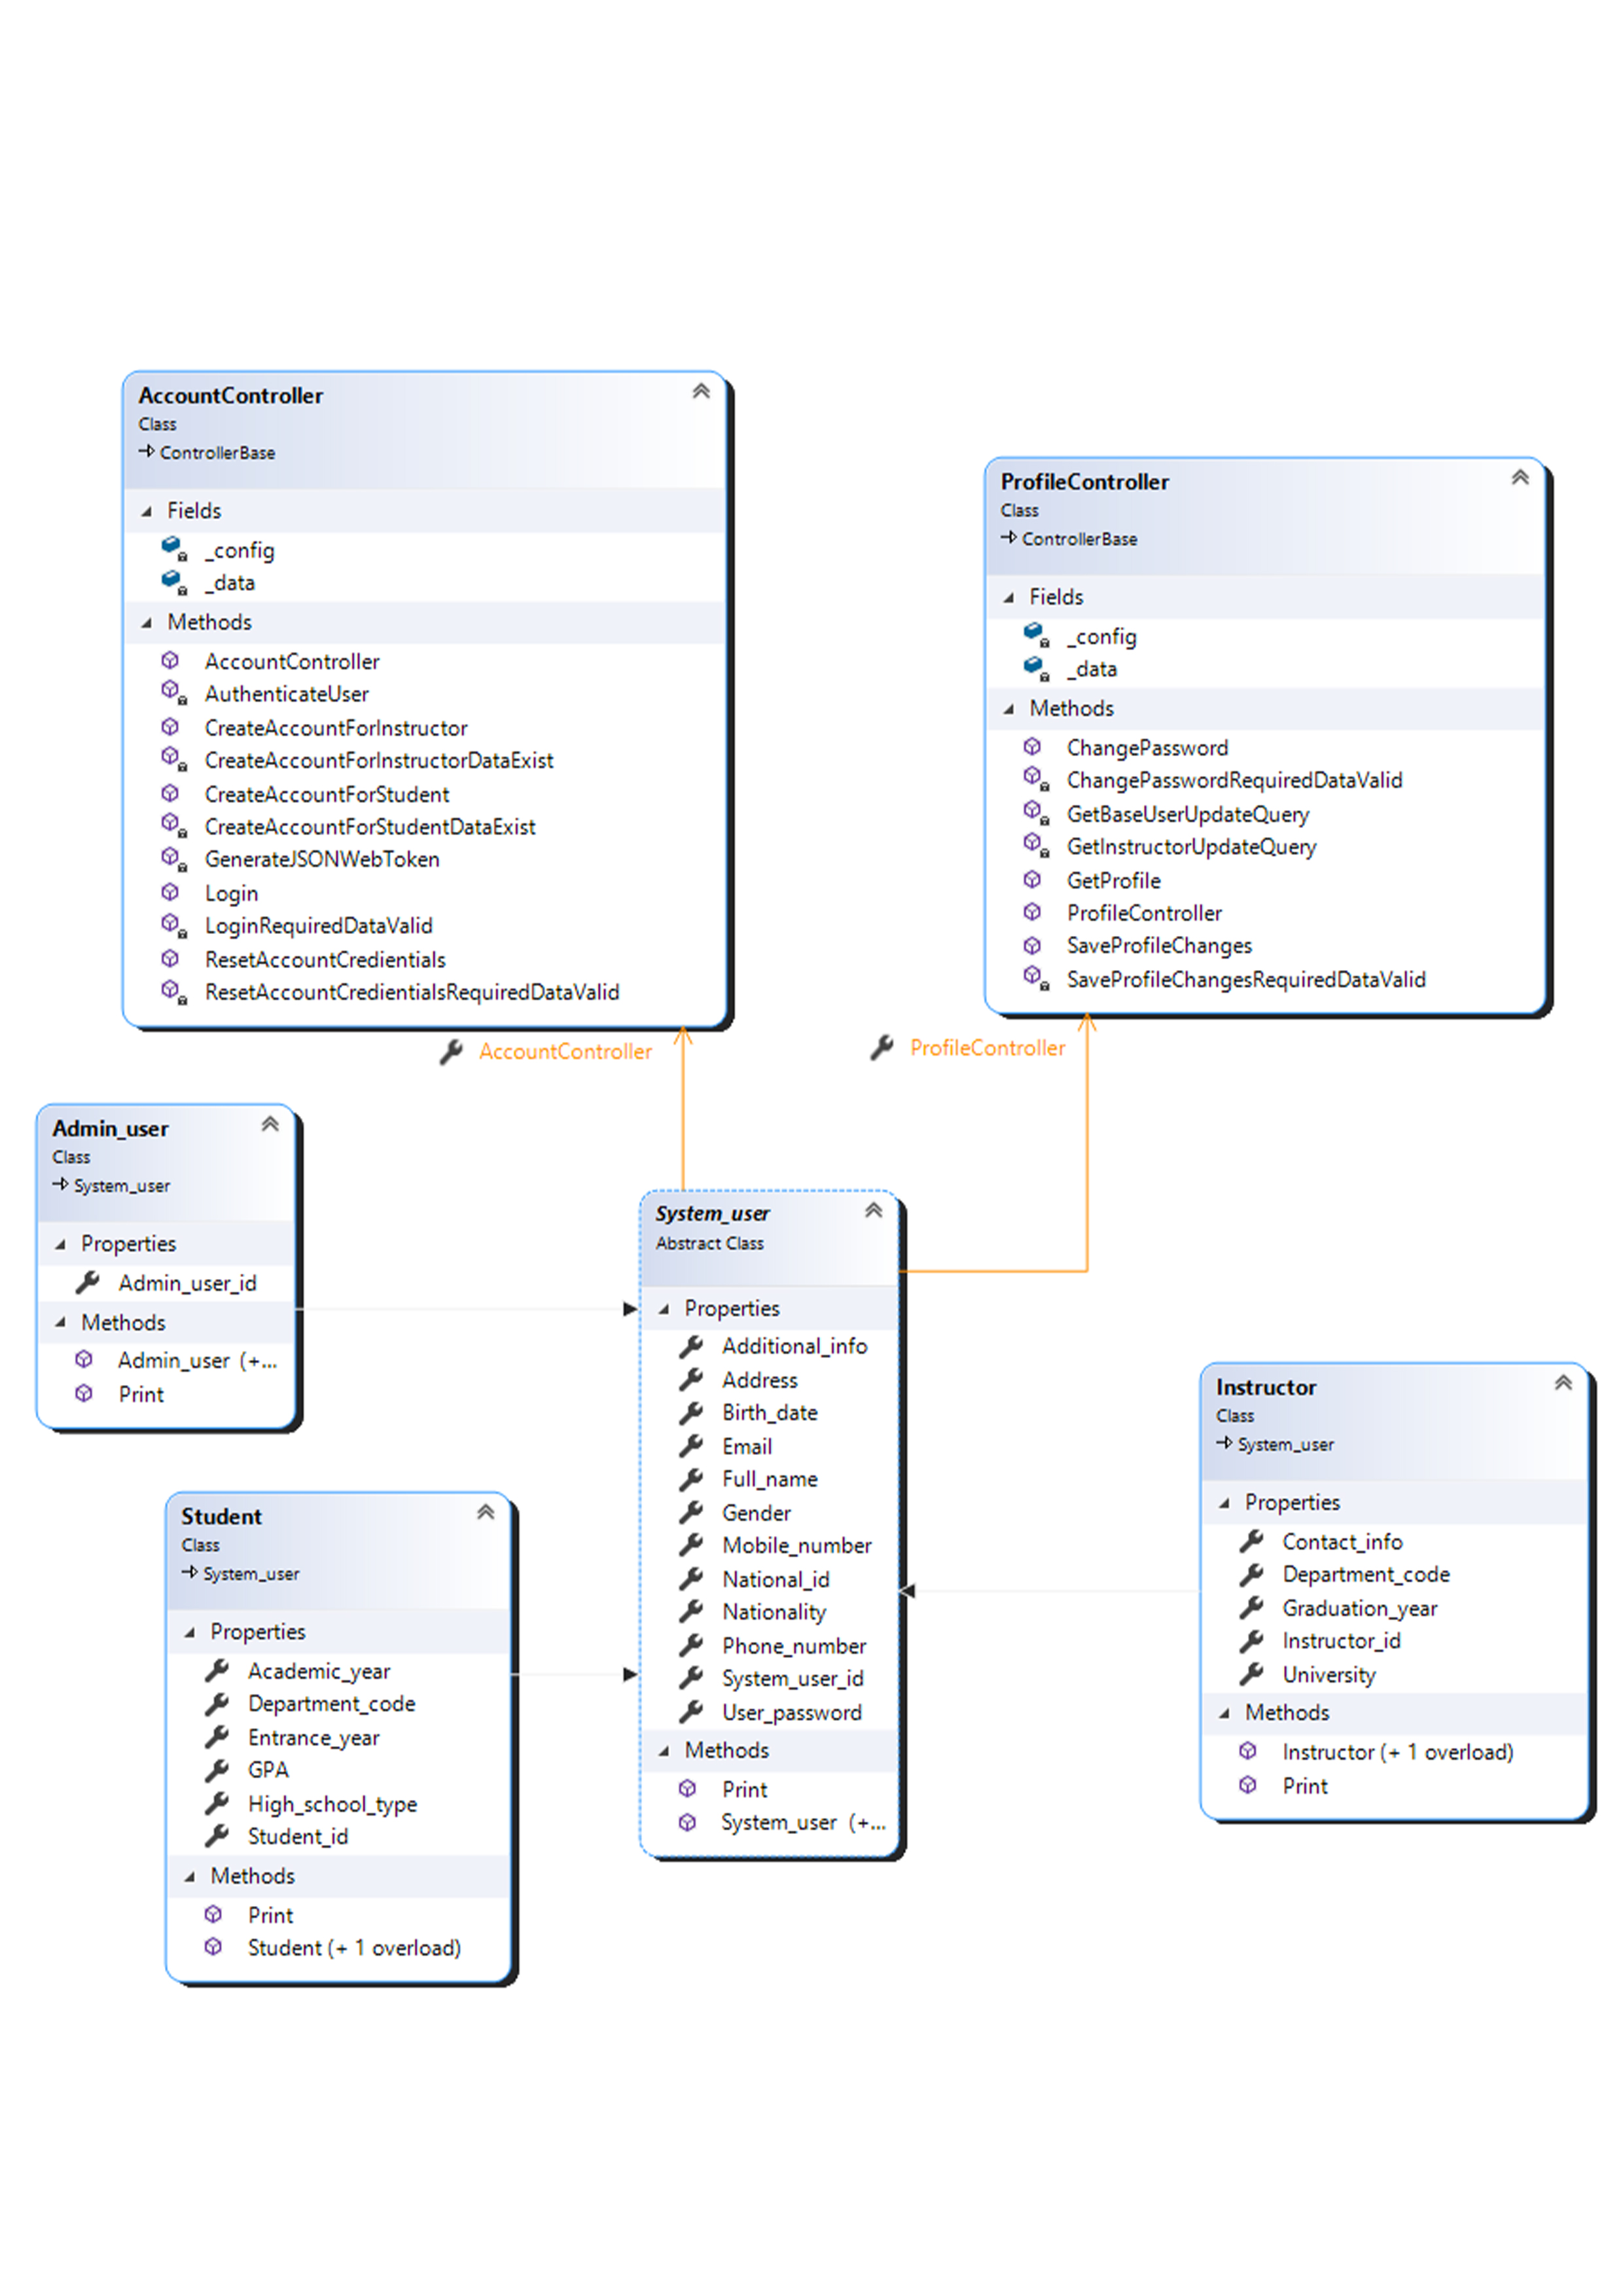 AccountController
Class
ControllerBase
Fields
_config
_data
Methods
AccountController
AuthenticateUser
CreateAccountForInstructor
CreateAccountForInstructorDataExist
CreateAccountForStudent
CreateAccountForStudentDataExist
GenerateJSONWebToken
Login
LoginRequiredDataValid
ResetAccountCredientials
ResetAccountCredientialsRequiredDataValid
ProfileController
Class
ControllerBase
Fields
_config
_data
Methods
ChangePassword
ChangePasswordRequiredDataValid
GetBaseUserUpdateQuery
GetInstructorUpdateQuery
GetProfile
ProfileController
SaveProfileChanges
SaveProfileChangesRequiredDataValid
AccountController
ProfileController
Admin_user
Class
System_user
Properties
Admin_user_id
Methods
Admin_user (+...
Print
System_user
Abstract Class
Properties
Additional_info
Address
Birth_date
Email
Full_name
Gender
Mobile_number
National_id
Nationality
Phone_number
System_user_id
User_password
Methods
Print
System_user (+...
Instructor
Class
System_user
Properties
Contact_info
Department_code
Graduation_year
Instructor_id
University
Methods
Instructor (+ 1 overload)
Print
Student
Class
System_user
Properties
Academic_year
Department_code
Entrance_year
GPA
High_school_type
Student_id
Methods
Print
Student (+ 1 overload)